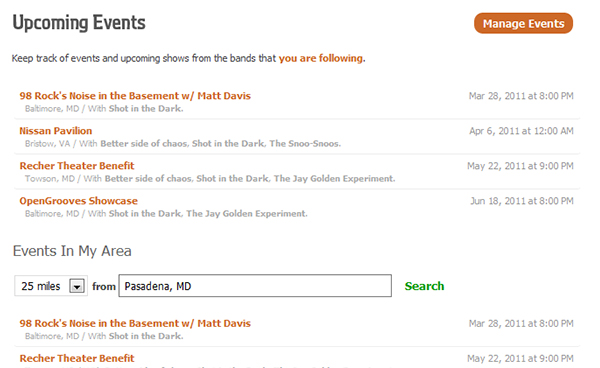 Upcoming Events
Manage Events
Keep track of events and upcoming shows from the bands that you are following.
98 Rock's Noise in the Basement w/ Matt Davis
Mar 28, 2011 at 8:00 PM
Baltimore, MD / With Shot in the Dark.
Nissan Pavilion
Apr 6, 2011 at 12:00 AM
Bristow, VA / With Better side of chaos. Shot in the Dark. The Snoo-Snoos.
Recher Theater Benefit
May 22, 2011 at 9:00 PM
Towson, MD / With Better side of chaos. Shot in the Dark. The Jay Golden Experiment.
OpenGrooves Showcase
Jun 18, 2011 at 8:00 PM
Baltimore, MD / With Shot in the Dark. The Jay Golden Experiment.
Events In My Area
25 miles from Pasadena, MD Search
98 Rock's Noise in the Basement w/ Matt Davis
Mar 28, 2011 at 8:00 PM
Baltimore, MD / With Shot in the Dark.
Recher Theater Benefit
May 22, 2011 at 9:00 PM